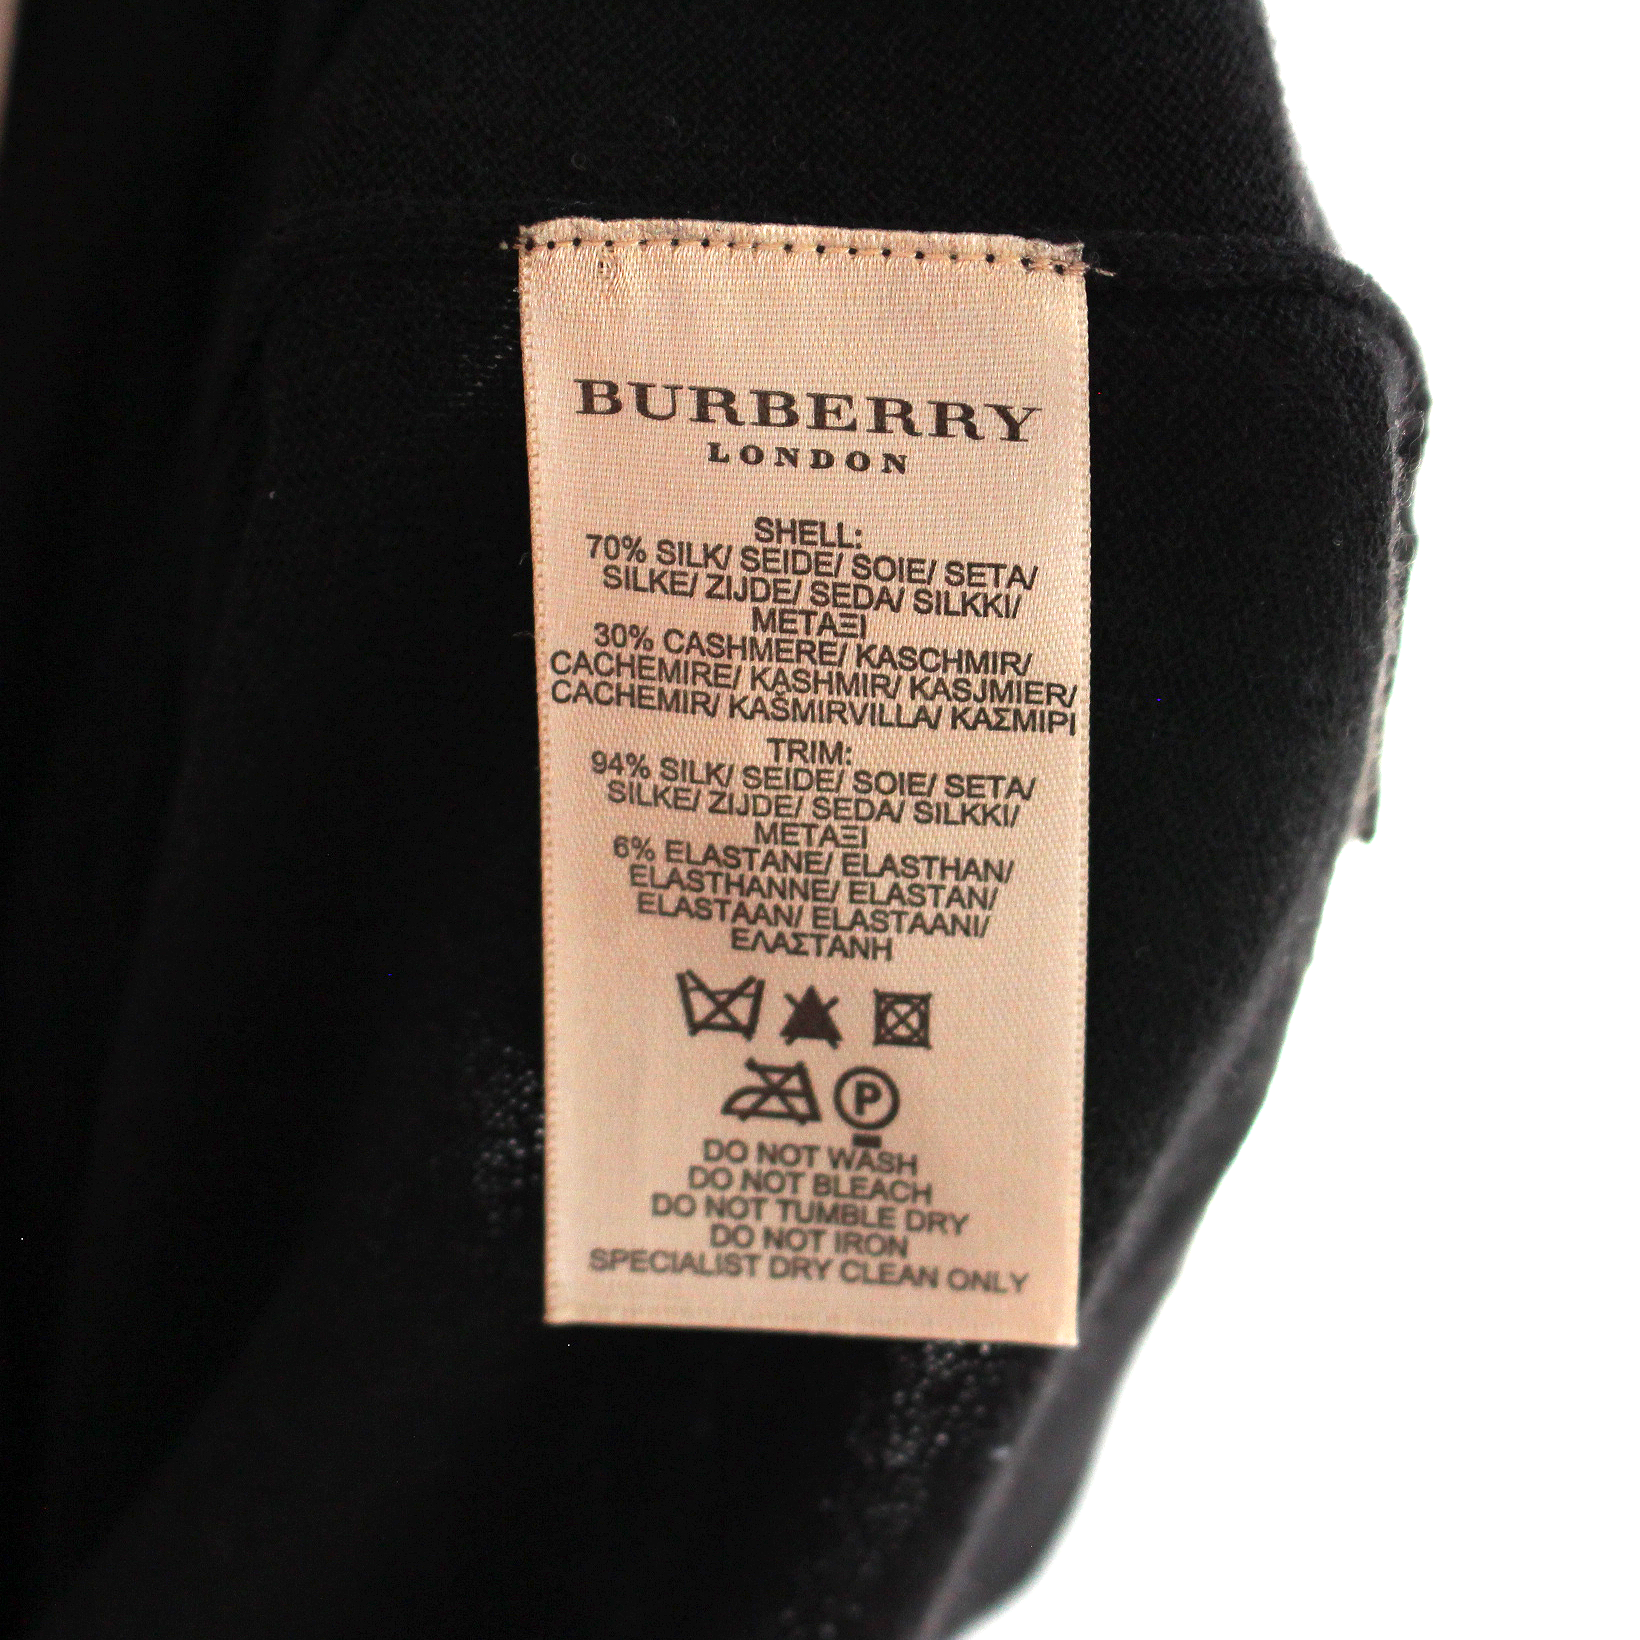 BURBERRY
LONDON
SHELL:
70% SILK/ SEIDE/ SOIE/ SETA/
SILKE/ ZIJDE/ SEDA/ SILKKI/
ΜΕΤΑΞΙ
30% CASHMERE/ KASCHMIR/
CACHEMIRE/ KASHMIR/ KASJMIER/
CACHEMIR/ KAŠMIRVILLA/ ΚΑΣΜΙΡΙ
TRIM:
94% SILK/ SEIDE/ SOIE/ SETA/
SILKE/ ZIJDE/ SEDA/ SILKKI/
ΜΕΤΑΞΙ
6% ELASTANE/ ELASTHAN/
ELASTHANNE/ ELASTAN/
ELASTAAN/ ELASTAANI/
ΕΛΑΣΤΑΝΗ
P
DO NOT WASH
DO NOT BLEACH
DO NOT TUMBLE DRY
DO NOT IRON
SPECIALIST DRY CLEAN ONLY